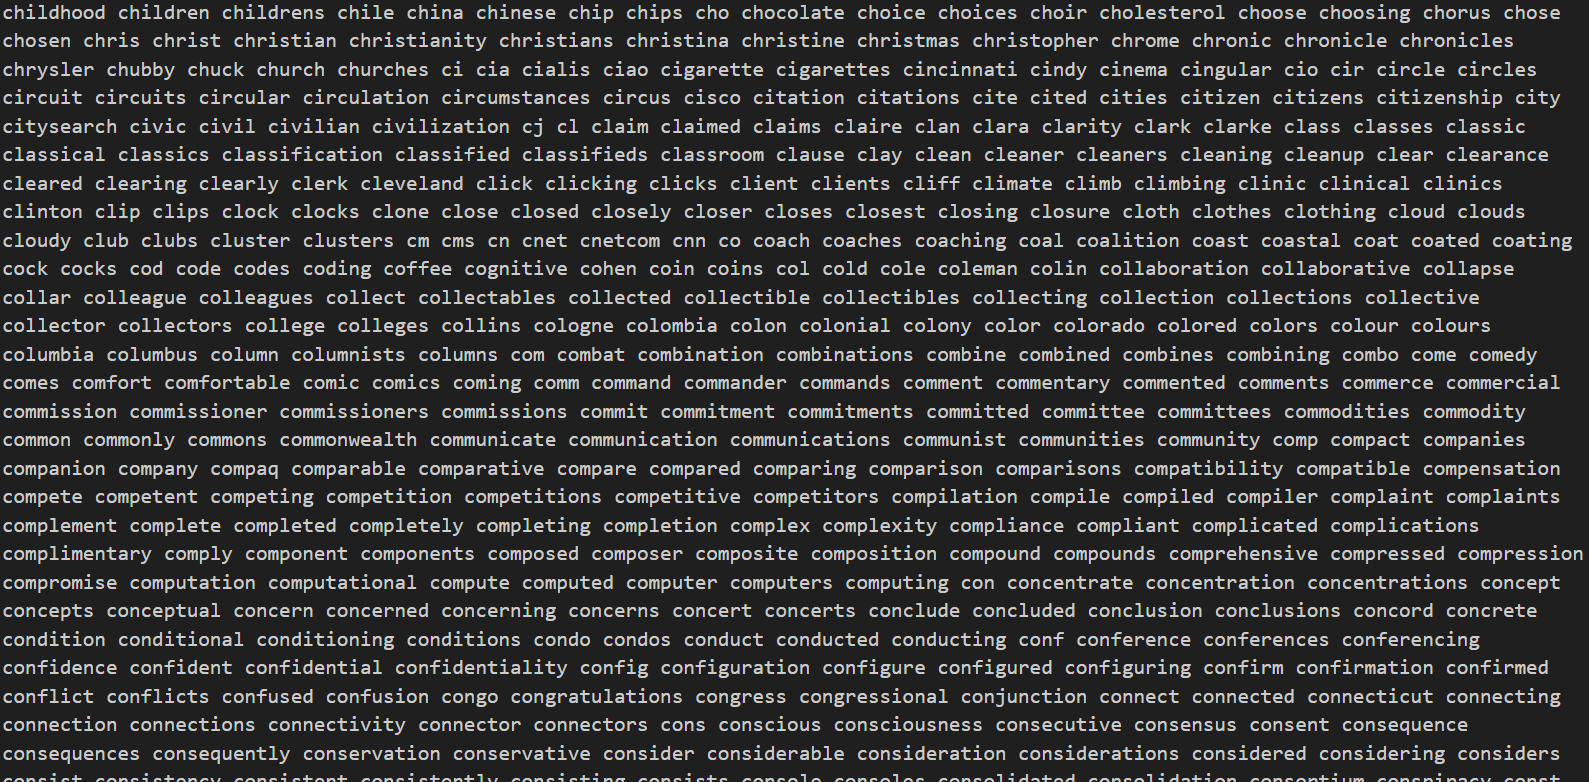 childhood children childrens chile china chinese chip chips cho chocolate choice choices choir cholesterol choose choosing chorus chose
chosen chris christ christian christianity christians christina christine christmas christopher chrome chronic chronicle chronicles
chrysler chubby chuck church churches ci cia cialis ciao cigarette cigarettes cincinnati cindy cinema cingular cio cir circle circles
circuit circuits circular circulation circumstances circus cisco citation citations cite cited cities citizen citizens citizenship city
citysearch civic civil civilian civilization cj cl claim claimed claims claire clan clara clarity clark clarke class classes classic
classical classics classification classified classifieds classroom clause clay clean cleaner cleaners cleaning cleanup clear clearance
cleared clearing clearly clerk cleveland click clicking clicks client clients cliff climate climb climbing clinic clinical clinics
clinton clip clips clock clocks clone close closed closely closer closes closest closing closure cloth clothes clothing cloud clouds
cloudy club clubs cluster clusters cm cms cn cnet cnetcom cnn co coach coaches coaching coal coalition coast coastal coat coated coating
cock cocks cod code codes coding coffee cognitive cohen coin coins col cold cole coleman colin collaboration collaborative collapse
collar colleague colleagues collect collectables collected collectible collectibles collecting collection collections collective
collector collectors college colleges collins cologne colombia colon colonial colony color colorado colored colors colour colours
columbia columbus column columnists columns com combat combination combinations combine combined combines combining combo come comedy
comes comfort comfortable comic comics coming comm command commander commands comment commentary commented comments commerce commercial
commission commissioner commissioners commissions commit commitment commitments committed committee committees commodities commodity
common commonly commons commonwealth communicate communication communications communist communities community comp compact companies
companion company compaq comparable comparative compare compared comparing comparison comparisons compatibility compatible compensation
compete competent competing competition competitions competitive competitors compilation compile compiled compiler complaint complaints
complement complete completed completely completing completion complex complexity compliance compliant complicated complications
complimentary comply component components composed composer composite composition compound compounds comprehensive compressed compression
compromise computation computational compute computed computer computers computing con concentrate concentration concentrations concept
concepts conceptual concern concerned concerning concerns concert concerts conclude concluded conclusion conclusions concord concrete
condition conditional conditioning conditions condo condos conduct conducted conducting conf conference conferences conferencing
confidence confident confidential confidentiality config configuration configure configured configuring confirm confirmation confirmed
conflict conflicts confused confusion congo congratulations congress congressional conjunction connect connected connecticut connecting
connection connections connectivity connector connectors cons conscious consciousness consecutive consensus consent consequence
consequences consequently conservation conservative consider considerable consideration considerations considered considering considers
consist consistency consistent consistently consisting consists console consoles consolidated consolidation consortium conspiracy const